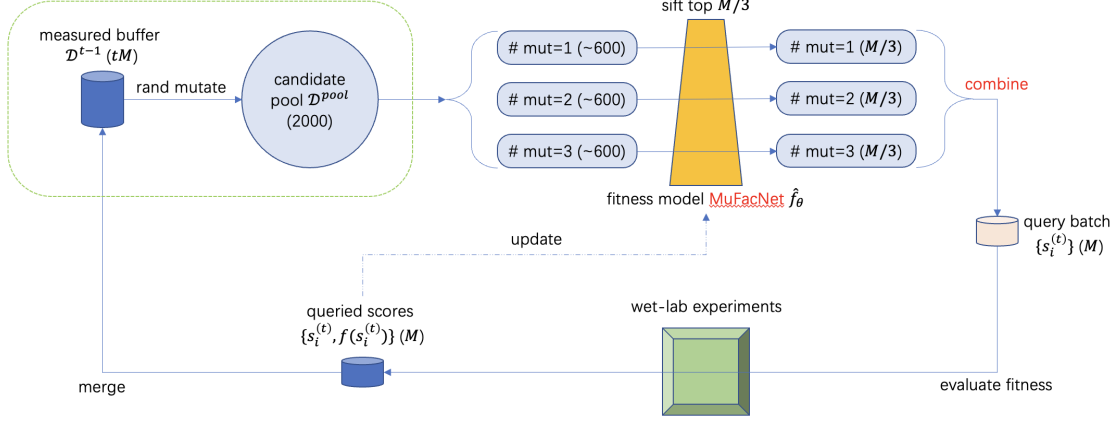 sift top M/3
measured buffer
𝒟^{t−1} (tM)
rand mutate
candidate
pool 𝒟^{pool}
(2000)
# mut=1 (~600)
# mut=2 (~600)
# mut=3 (~600)
# mut=1 (M/3)
# mut=2 (M/3)
# mut=3 (M/3)
combine
fitness model MuFacNet f̂_θ
query batch
{s_i^{(t)}} (M)
update
queried scores
{s_i^{(t)}, f(s_i^{(t)})} (M)
wet-lab experiments
merge
evaluate fitness